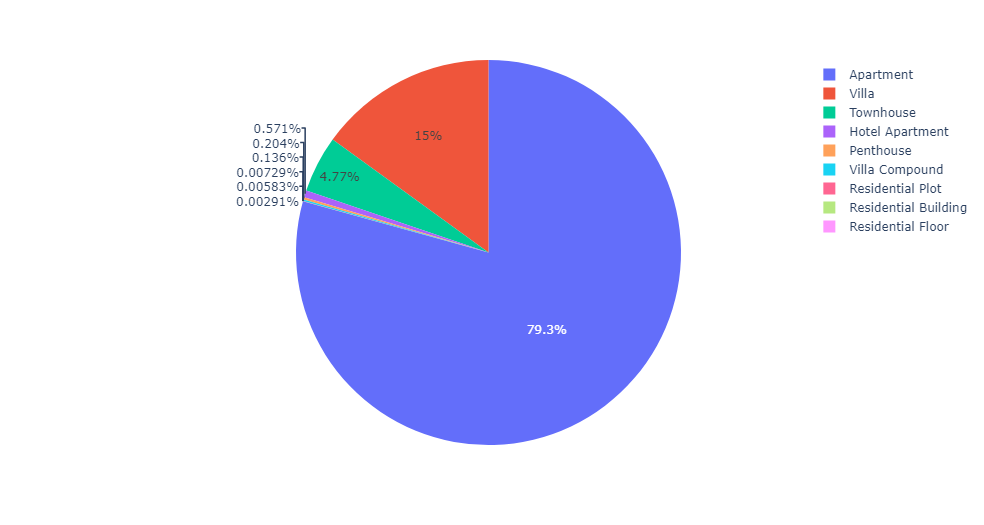 0.571%
0.204%
0.136%
0.00729%
0.00583%
0.00291%
15%
4.77%
79.3%
Apartment
Villa
Townhouse
Hotel Apartment
Penthouse
Villa Compound
Residential Plot
Residential Building
Residential Floor